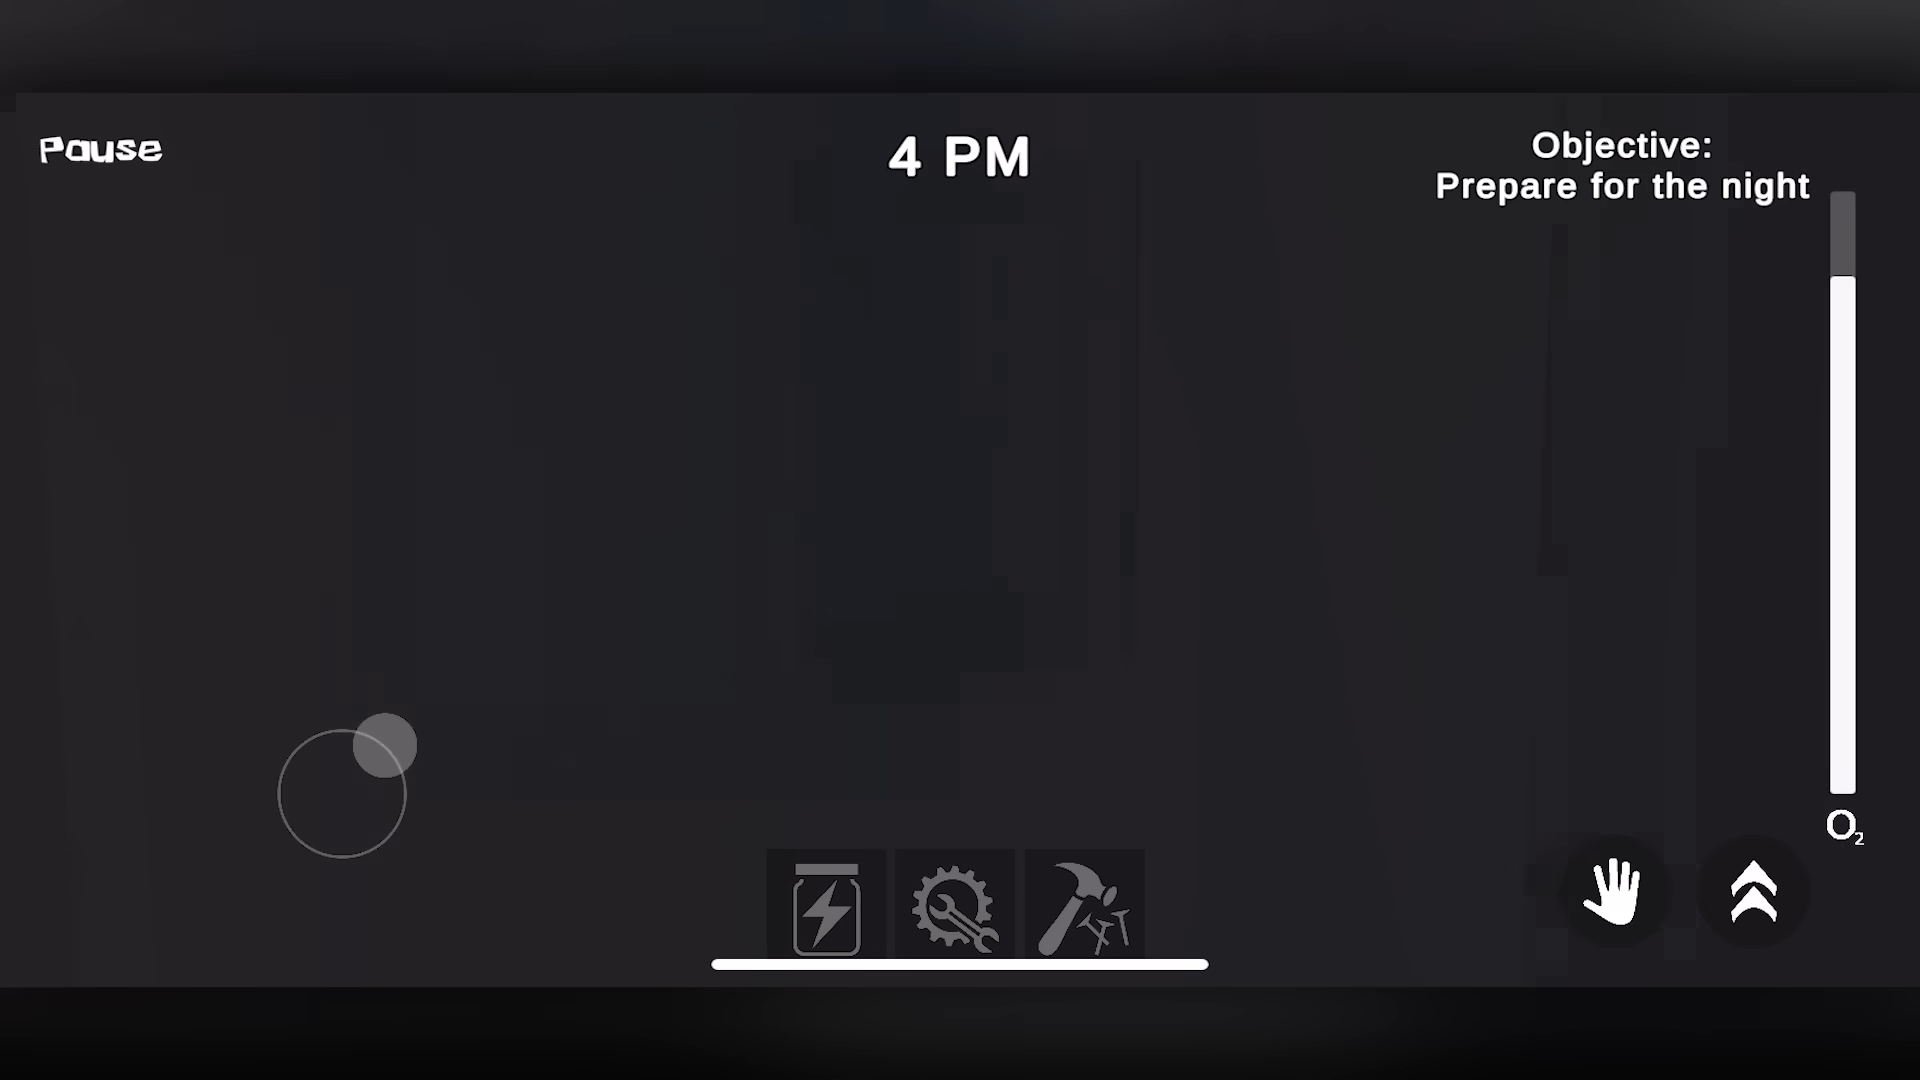 Pause
4 PM
Objective:
Prepare for the night
O₂